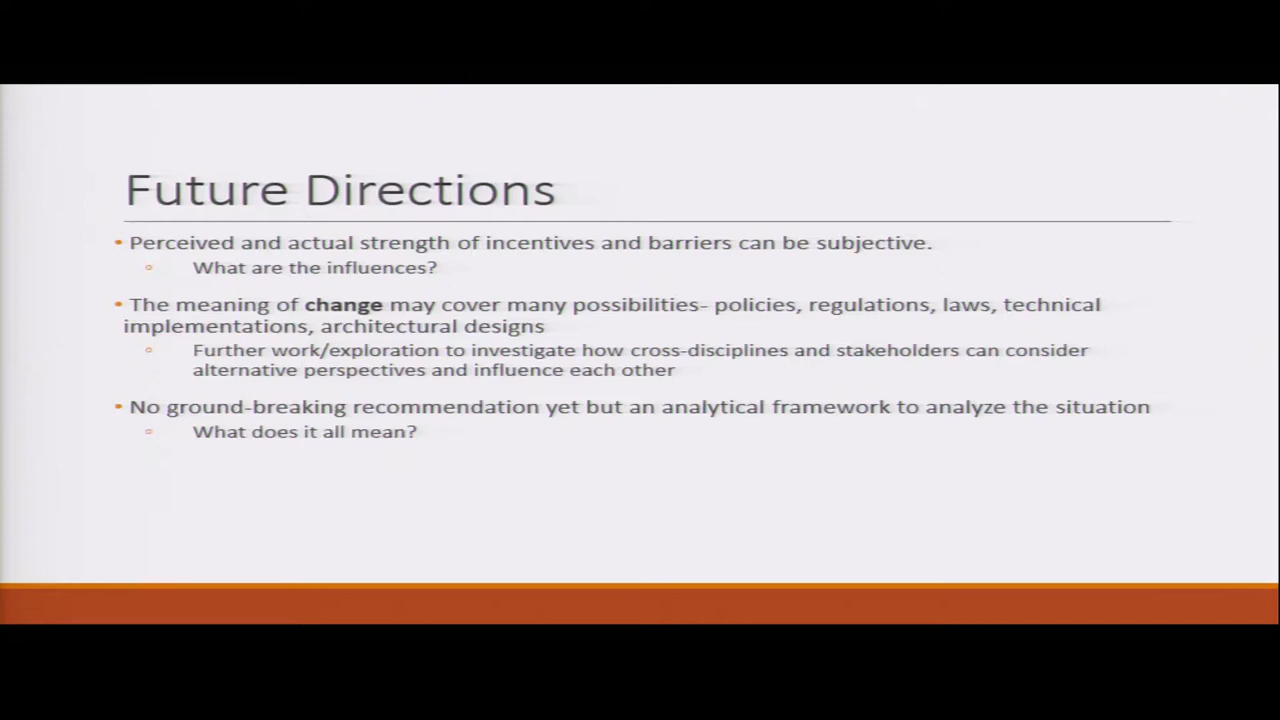 Future Directions
• Perceived and actual strength of incentives and barriers can be subjective.
◦ What are the influences?
• The meaning of change may cover many possibilities- policies, regulations, laws, technical
implementations, architectural designs
◦ Further work/exploration to investigate how cross-disciplines and stakeholders can consider
alternative perspectives and influence each other
• No ground-breaking recommendation yet but an analytical framework to analyze the situation
◦ What does it all mean?